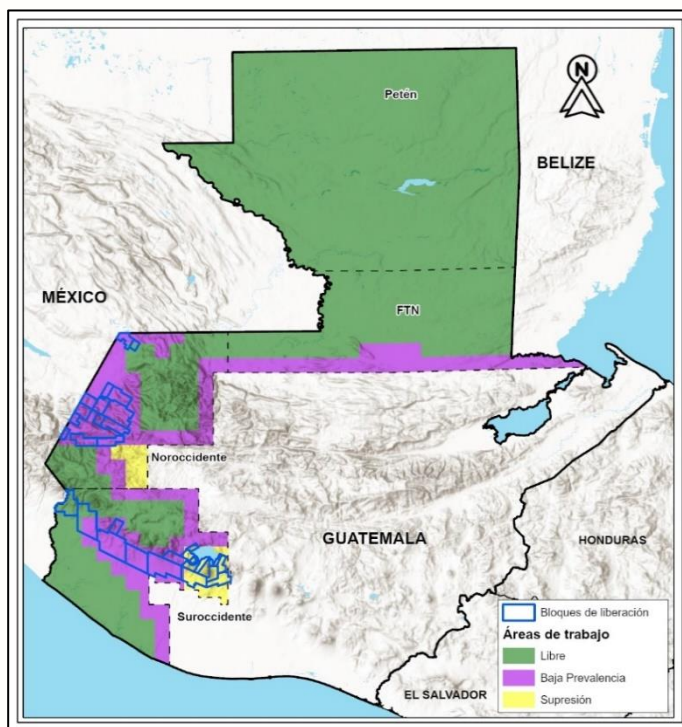 Petén
N
BELIZE
MÉXICO
FTN
Noroccidente
GUATEMALA
HONDURAS
Suroccidente
EL SALVADOR
Bloques de liberación
Áreas de trabajo
Libre
Baja Prevalencia
Supresión